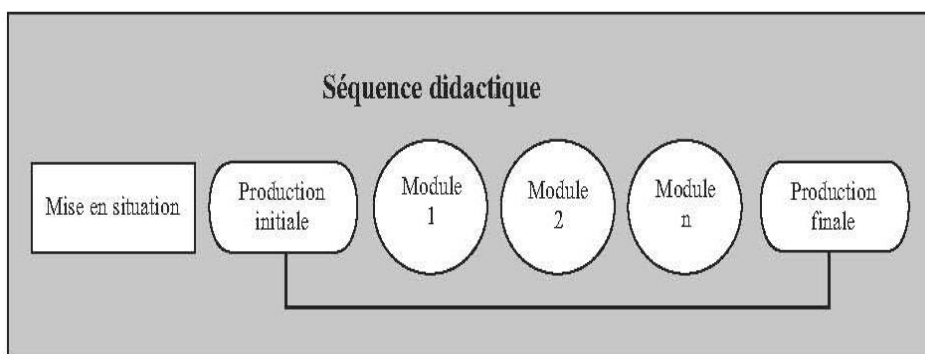 Séquence didactique
Mise en situation
Production
initiale
Module
1
Module
2
Module
n
Production
finale